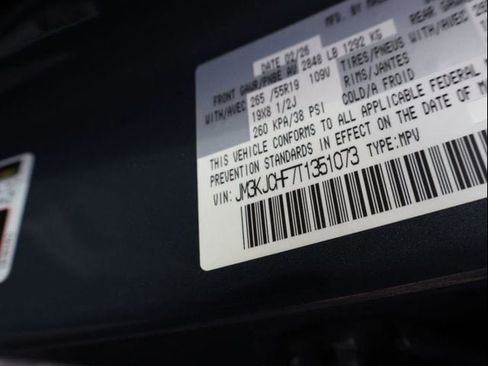 MFD. BY
DATE 02/26
FRONT GAWR/PNBE AV 2848 LB 1292 KG
WITH/AVEC 265/55R19 109V TIRES/PNEUS WITH/AVEC
19X8 1/2J RIMS/JANTES
260 KPA/38 PSI COLD/A FROID
THIS VEHICLE CONFORMS TO ALL APPLICABLE FEDERAL
PREVENTION STANDARDS IN EFFECT ON THE DATE OF
VIN: JM3KJCHF7T1351073 TYPE:MPV